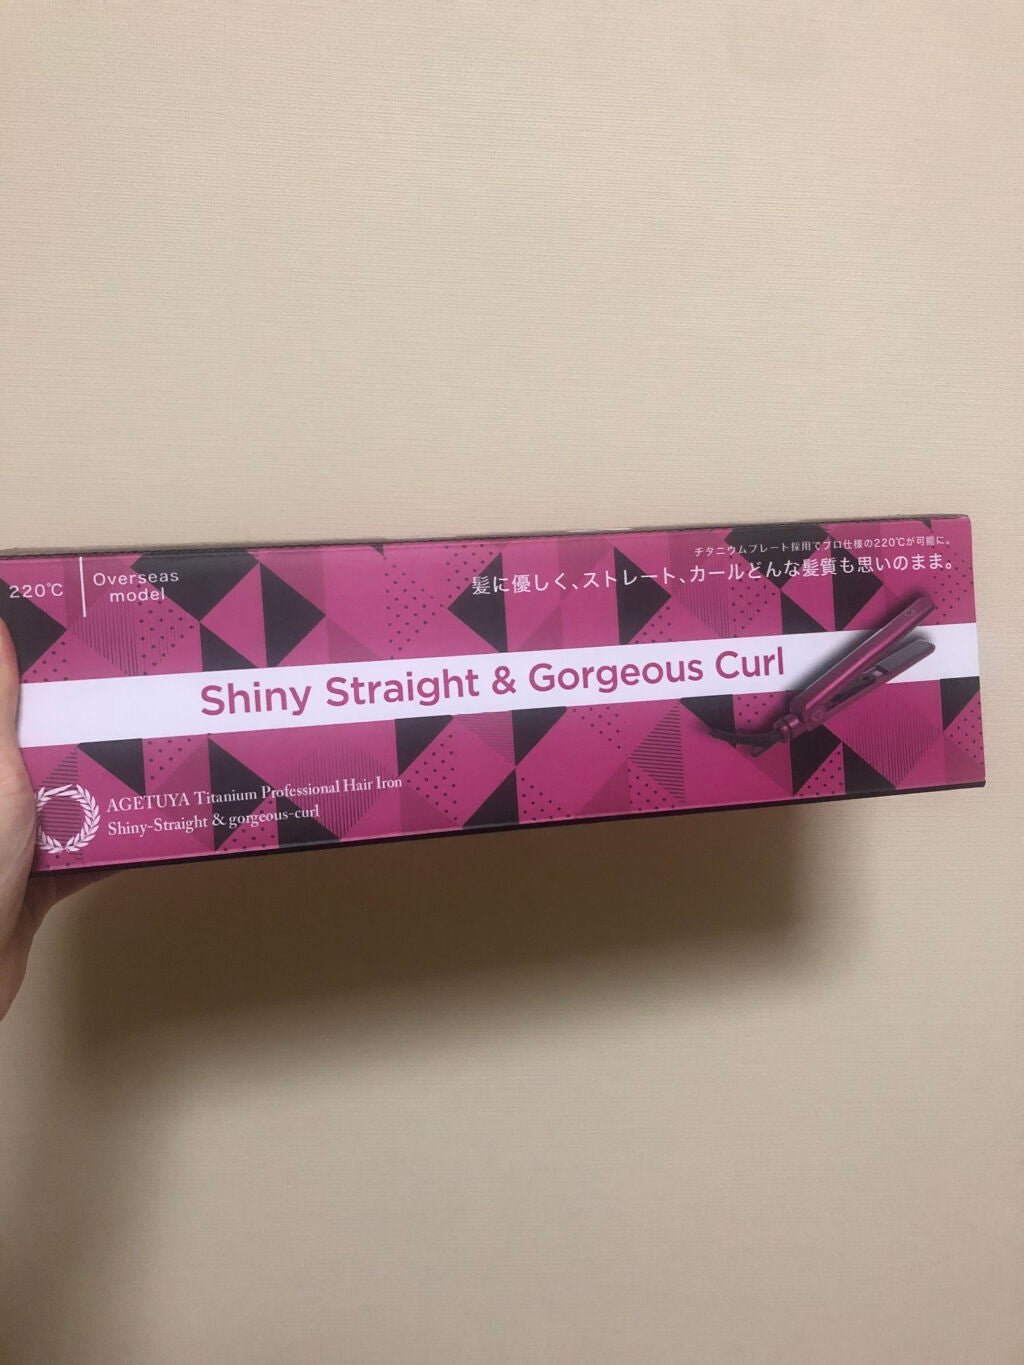 220℃
Overseas
model
チタニウムプレート採用でプロ仕様の220℃が可能に。
髪に優しく、ストレート、カールどんな髪質も思いのまま。
Shiny Straight & Gorgeous Curl
AGETUYA Titanium Professional Hair Iron
Shiny-Straight & gorgeous-curl